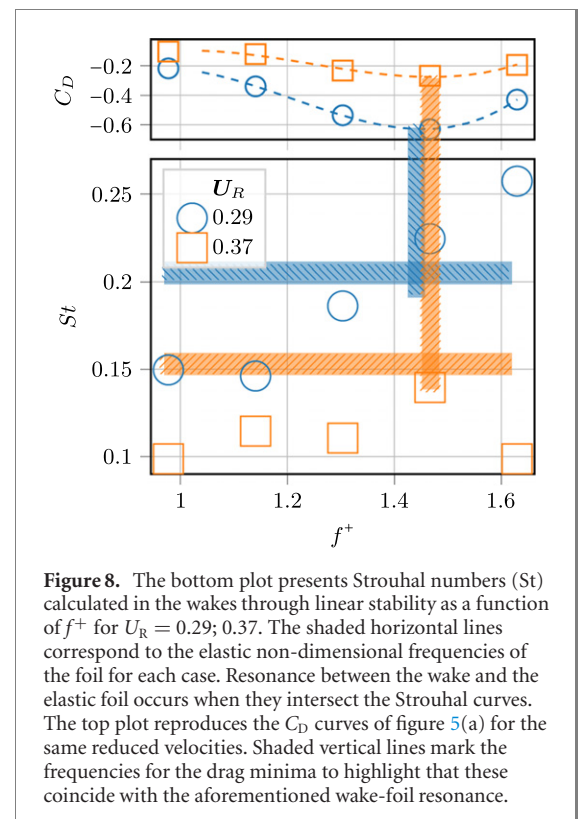 −0.2
−0.4
−0.6
C_D
0.25
0.2
0.15
0.1
St
U_R
0.29
0.37
1
1.2
1.4
1.6
f⁺
Figure 8. The bottom plot presents Strouhal numbers (St)
calculated in the wakes through linear stability as a function
of f⁺ for U_R = 0.29; 0.37. The shaded horizontal lines
correspond to the elastic non-dimensional frequencies of
the foil for each case. Resonance between the wake and the
elastic foil occurs when they intersect the Strouhal curves.
The top plot reproduces the C_D curves of figure 5(a) for the
same reduced velocities. Shaded vertical lines mark the
frequencies for the drag minima to highlight that these
coincide with the aforementioned wake-foil resonance.